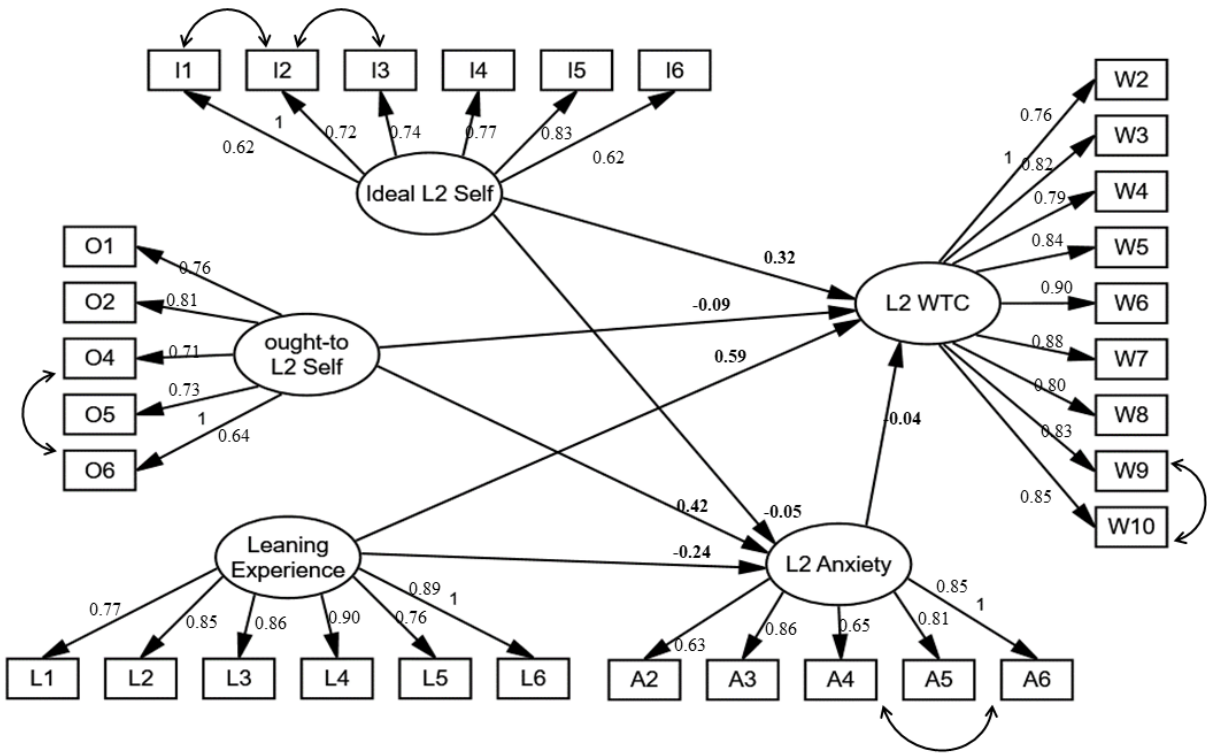 I1 I2 I3 I4 I5 I6
0.62 1 0.72 0.74 0.77 0.83 0.62
Ideal L2 Self
W2
W3
W4
W5
W6
W7
W8
W9
W10
0.76
1
0.82
0.79
0.84
0.90
0.88
0.80
0.83
0.85
L2 WTC
O1
O2
O4
O5
O6
0.76
0.81
0.71
0.73
1
0.64
ought-to
L2 Self
0.32
-0.09
0.59
-0.04
0.42
-0.05
-0.24
Leaning
Experience
L2 Anxiety
0.77 0.85 0.86 0.90 0.76 0.89 1
L1 L2 L3 L4 L5 L6
0.63 0.86 0.65 0.81 0.85 1
A2 A3 A4 A5 A6